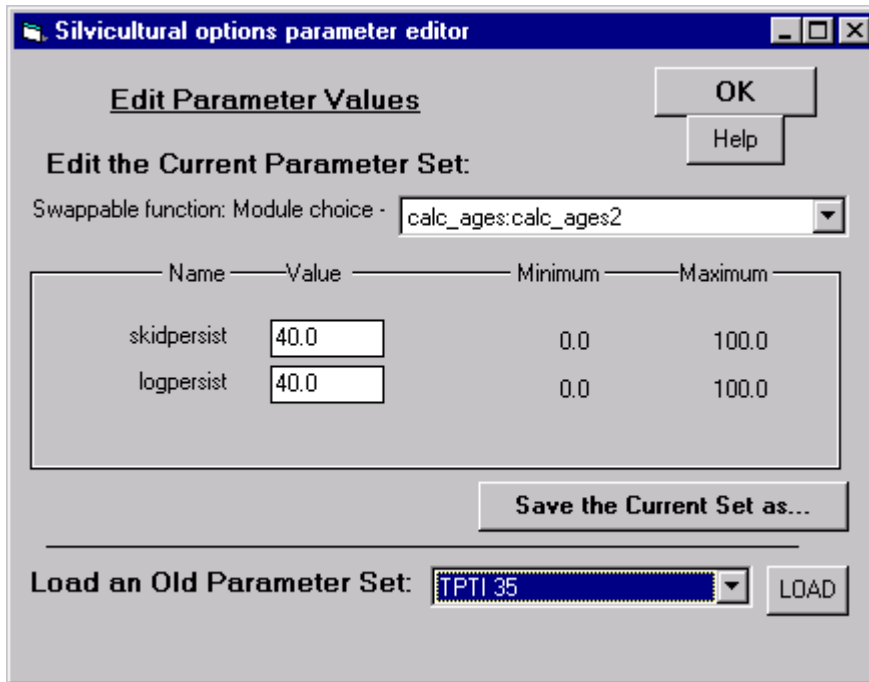 Silvicultural options parameter editor
Edit Parameter Values
OK
Help
Edit the Current Parameter Set:
Swappable function: Module choice - calc_ages:calc_ages2
Name Value Minimum Maximum
skidpersist 40.0 0.0 100.0
logpersist 40.0 0.0 100.0
Save the Current Set as...
Load an Old Parameter Set: TPTI 35 LOAD